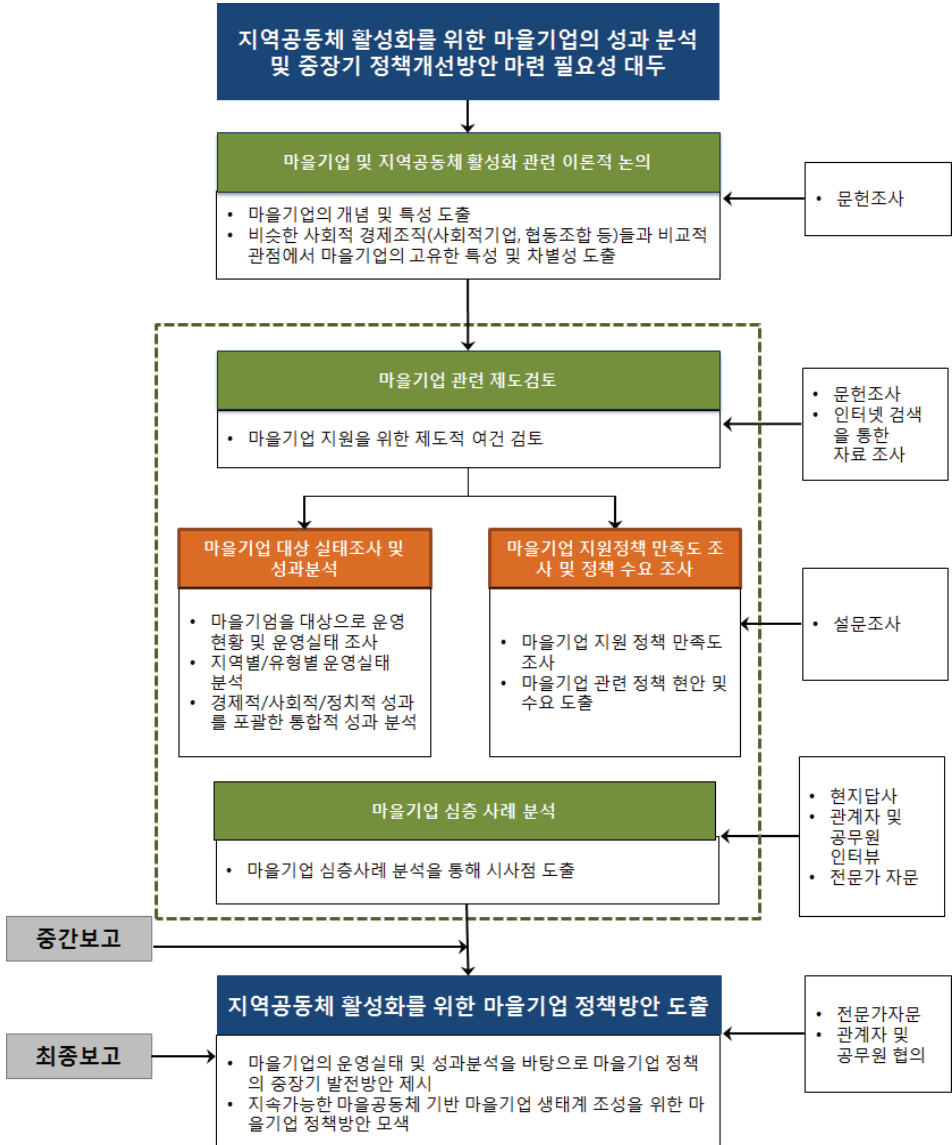 지역공동체 활성화를 위한 마을기업의 성과 분석
및 중장기 정책개선방안 마련 필요성 대두
마을기업 및 지역공동체 활성화 관련 이론적 논의
• 마을기업의 개념 및 특성 도출
• 비슷한 사회적 경제조직(사회적기업, 협동조합 등)들과 비교적
관점에서 마을기업의 고유한 특성 및 차별성 도출
• 문헌조사
마을기업 관련 제도검토
• 마을기업 지원을 위한 제도적 여건 검토
• 문헌조사
• 인터넷 검색
을 통한
자료 조사
마을기업 대상 실태조사 및
성과분석
• 마을기엄을 대상으로 운영
현황 및 운영실태 조사
• 지역별/유형별 운영실태
분석
• 경제적/사회적/정치적 성과
를 포괄한 통합적 성과 분석
마을기업 지원정책 만족도 조
사 및 정책 수요 조사
• 마을기업 지원 정책 만족도
조사
• 마을기업 관련 정책 현안 및
수요 도출
• 설문조사
마을기업 심층 사례 분석
• 마을기업 심층사례 분석을 통해 시사점 도출
• 현지답사
• 관계자 및
공무원
인터뷰
• 전문가 자문
중간보고
지역공동체 활성화를 위한 마을기업 정책방안 도출
• 마을기업의 운영실태 및 성과분석을 바탕으로 마을기업 정책
의 중장기 발전방안 제시
• 지속가능한 마을공동체 기반 마을기업 생태계 조성을 위한 마
을기업 정책방안 모색
• 전문가자문
• 관계자 및
공무원 협의
최종보고